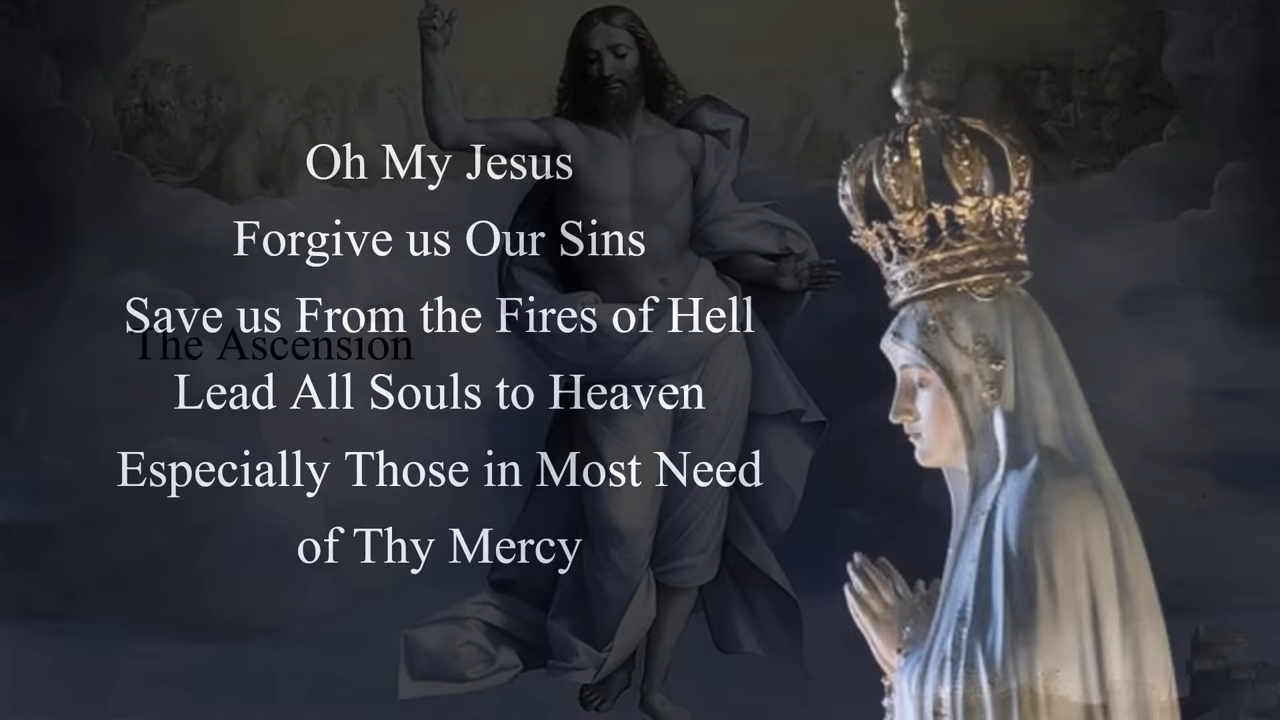 Oh My Jesus
Forgive us Our Sins
Save us From the Fires of Hell
The Ascension
Lead All Souls to Heaven
Especially Those in Most Need
of Thy Mercy